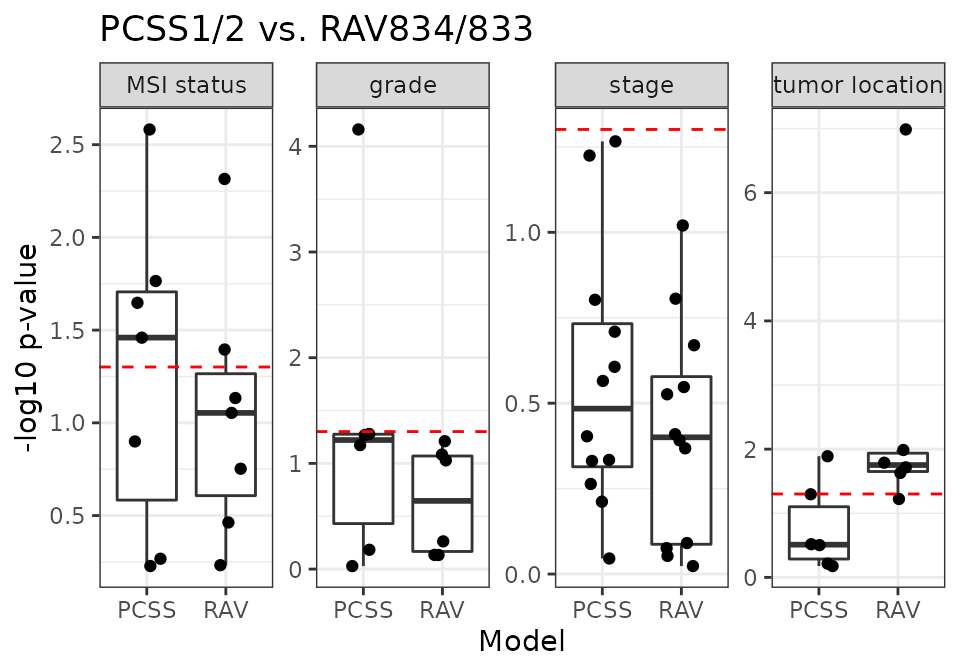 PCSS1/2 vs. RAV834/833
MSI status
grade
stage
tumor location
-log10 p-value
2.5
2.0
1.5
1.0
0.5
4
3
2
1
0
1.0
0.5
0.0
6
4
2
0
PCSS RAV
PCSS RAV
PCSS RAV
PCSS RAV
Model